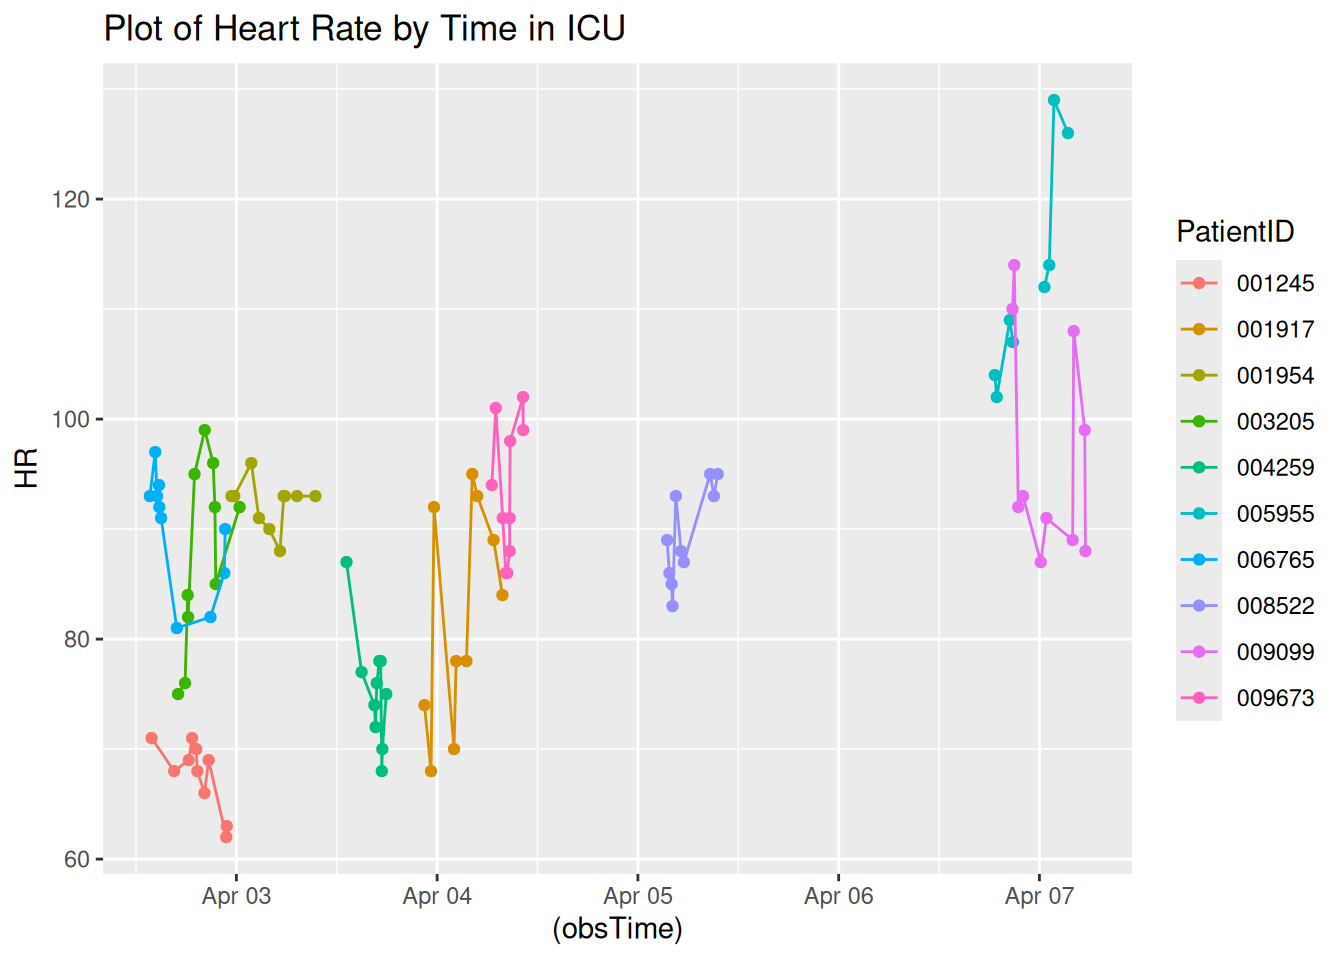 Plot of Heart Rate by Time in ICU
120
100
80
60
HR
Apr 03
Apr 04
Apr 05
Apr 06
Apr 07
(obsTime)
PatientID
001245
001917
001954
003205
004259
005955
006765
008522
009099
009673